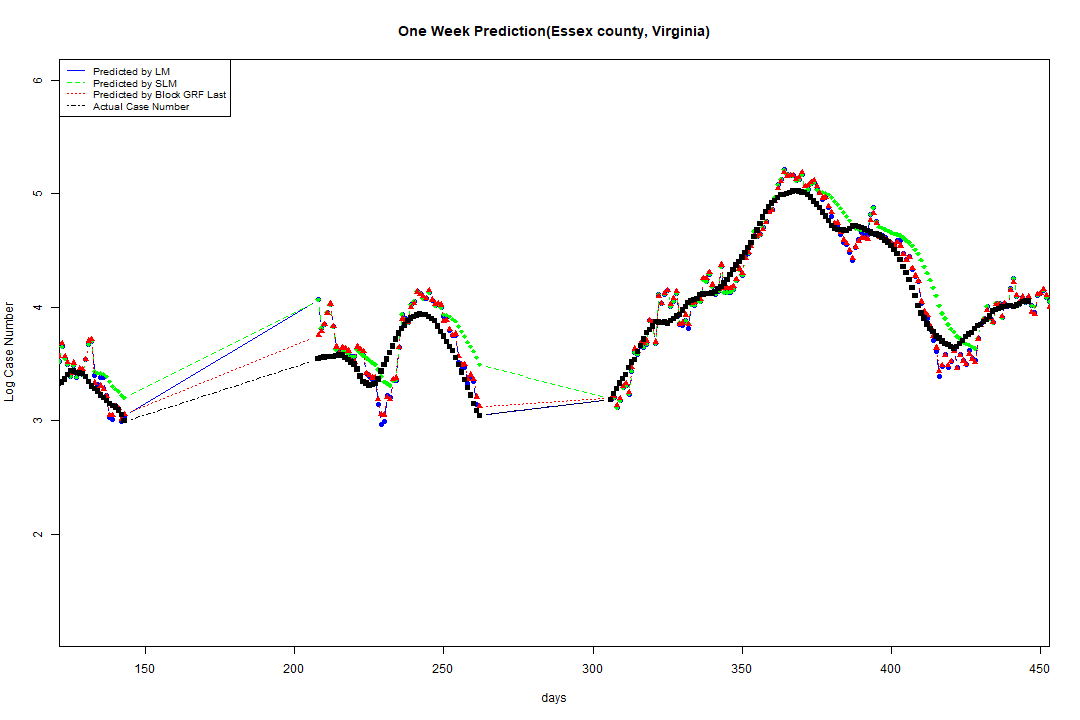 One Week Prediction(Essex county, Virginia)
Predicted by LM
Predicted by SLM
Predicted by Block GRF Last
Actual Case Number
6
5
4
3
2
Log Case Number
150
200
250
300
350
400
450
days